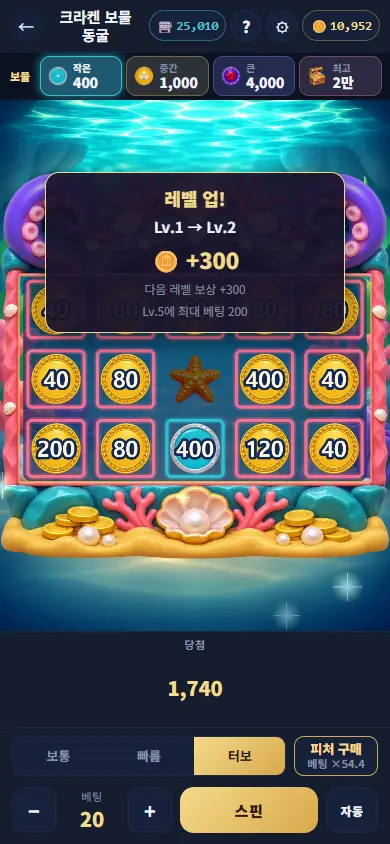 크라켄 보물
동굴
25,010
?
10,952
보물
작은
400
중간
1,000
큰
4,000
최고
2만
레벨 업!
Lv.1 → Lv.2
+300
다음 레벨 보상 +300
Lv.5에 최대 베팅 200
40 80 400 40
200 80 400 120 40
당첨
1,740
보통 빠름 터보
피처 구매
베팅 ×54.4
−
베팅
20
+
스핀
자동